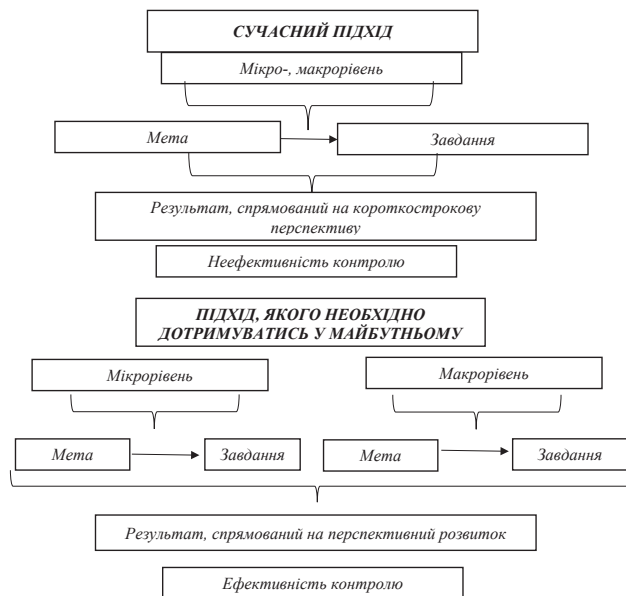 СУЧАСНИЙ ПІДХІД
Мікро-, макрорівень
Мета
Завдання
Результат, спрямований на короткострокову
перспективу
Неефективність контролю
ПІДХІД, ЯКОГО НЕОБХІДНО
ДОТРИМУВАТИСЬ У МАЙБУТНЬОМУ
Мікрорівень
Макрорівень
Мета
Завдання
Мета
Завдання
Результат, спрямований на перспективний розвиток
Ефективність контролю